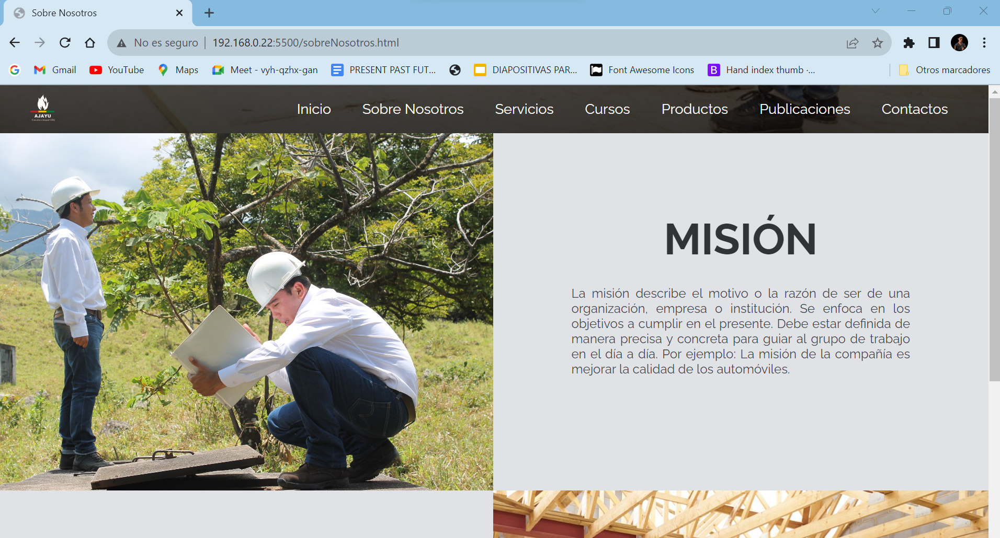 Sobre Nosotros
No es seguro
192.168.0.22:5500/sobreNosotros.html
Gmail
YouTube
Maps
Meet - vyh-qzhx-gan
PRESENT PAST FUT...
DIAPOSITIVAS PAR...
Font Awesome Icons
B
Hand index thumb ·...
Otros marcadores
AJAYU
Inicio
Sobre Nosotros
Servicios
Cursos
Productos
Publicaciones
Contactos
MISIÓN
La misión describe el motivo o la razón de ser de una
organización, empresa o institución. Se enfoca en los
objetivos a cumplir en el presente. Debe estar definida de
manera precisa y concreta para guiar al grupo de trabajo
en el día a día. Por ejemplo: La misión de la compañía es
mejorar la calidad de los automóviles.